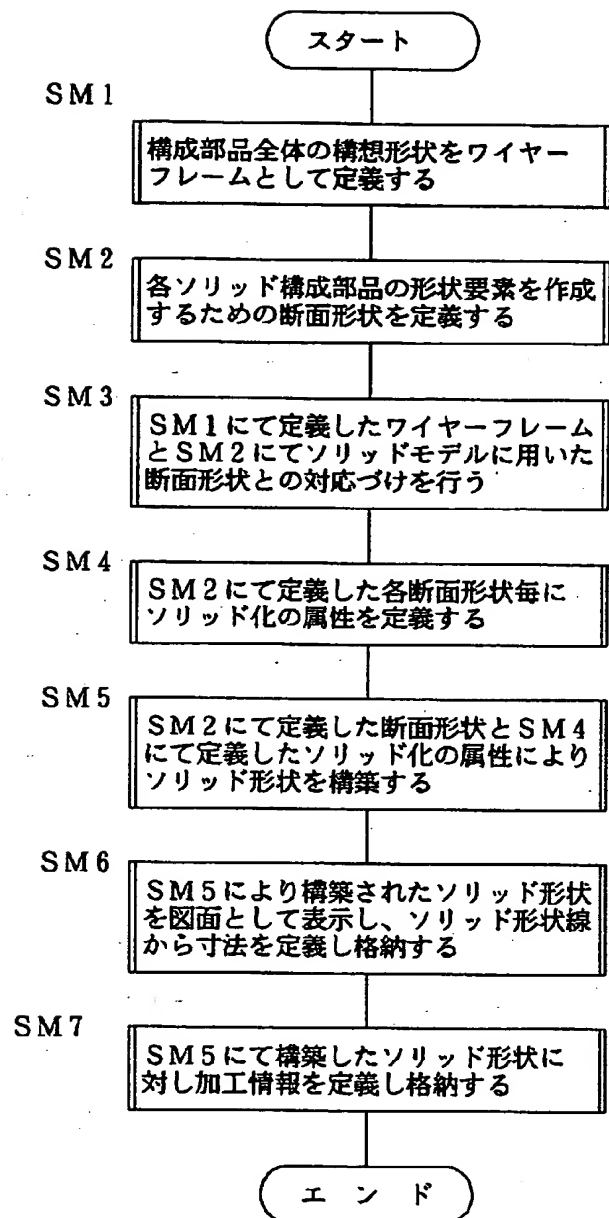 スタート
SM1
構成部品全体の構想形状をワイヤー
フレームとして定義する
SM2
各ソリッド構成部品の形状要素を作成
するための断面形状を定義する
SM3
SM1にて定義したワイヤーフレーム
とSM2にてソリッドモデルに用いた
断面形状との対応づけを行う
SM4
SM2にて定義した各断面形状毎に
ソリッド化の属性を定義する
SM5
SM2にて定義した断面形状とSM4
にて定義したソリッド化の属性により
ソリッド形状を構築する
SM6
SM5により構築されたソリッド形状
を図面として表示し、ソリッド形状線
から寸法を定義し格納する
SM7
SM5にて構築したソリッド形状に
対し加工情報を定義し格納する
エンド